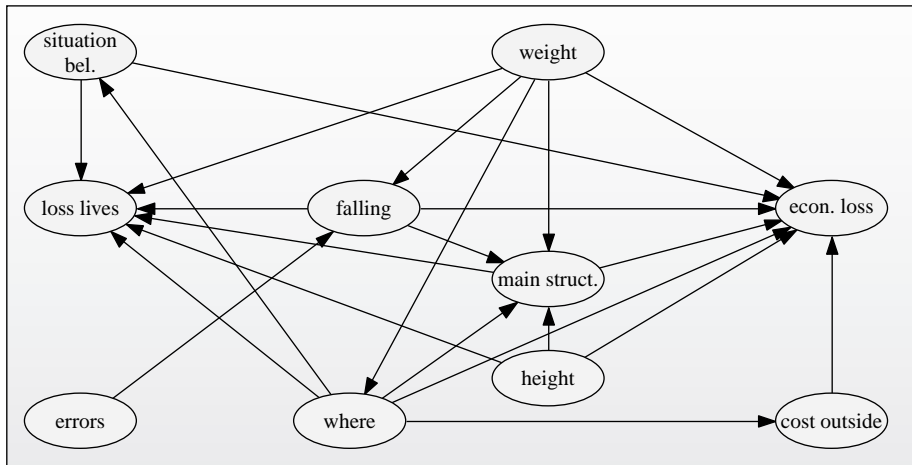 situation
bel.
weight
loss lives
falling
econ. loss
main struct.
height
errors
where
cost outside